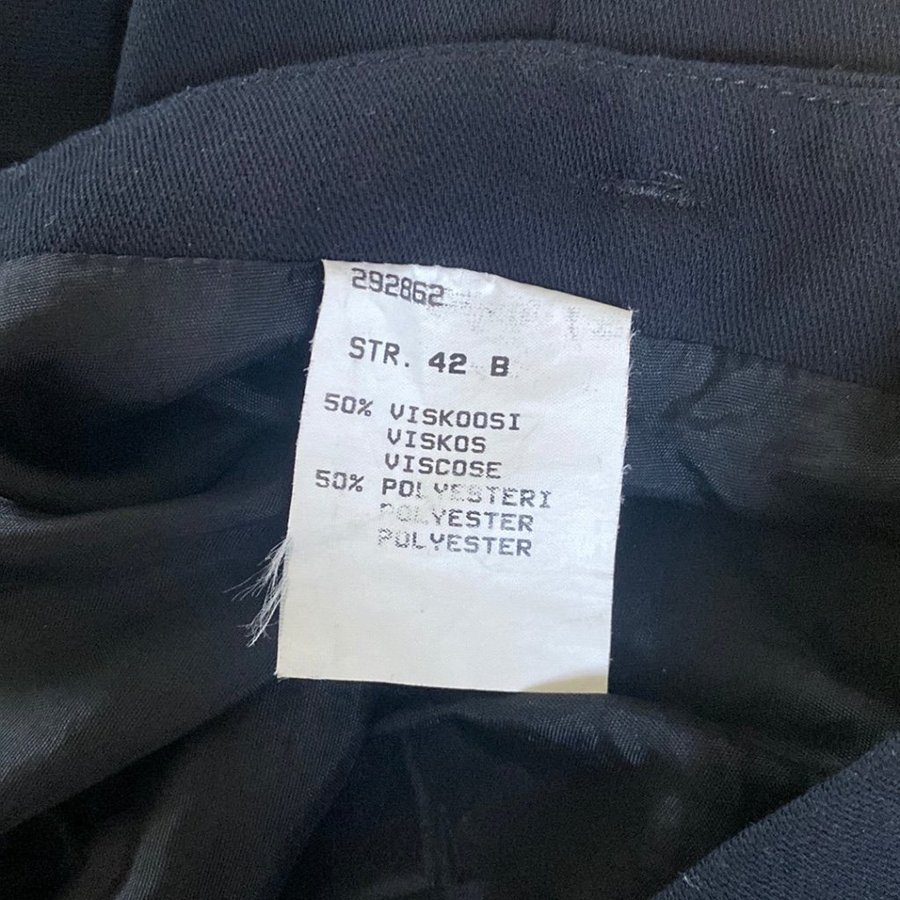 292862
STR. 42 B
50% VISKOOSI
VISKOS
VISCOSE
50% POLYESTERI
POLYESTER
POLYESTER